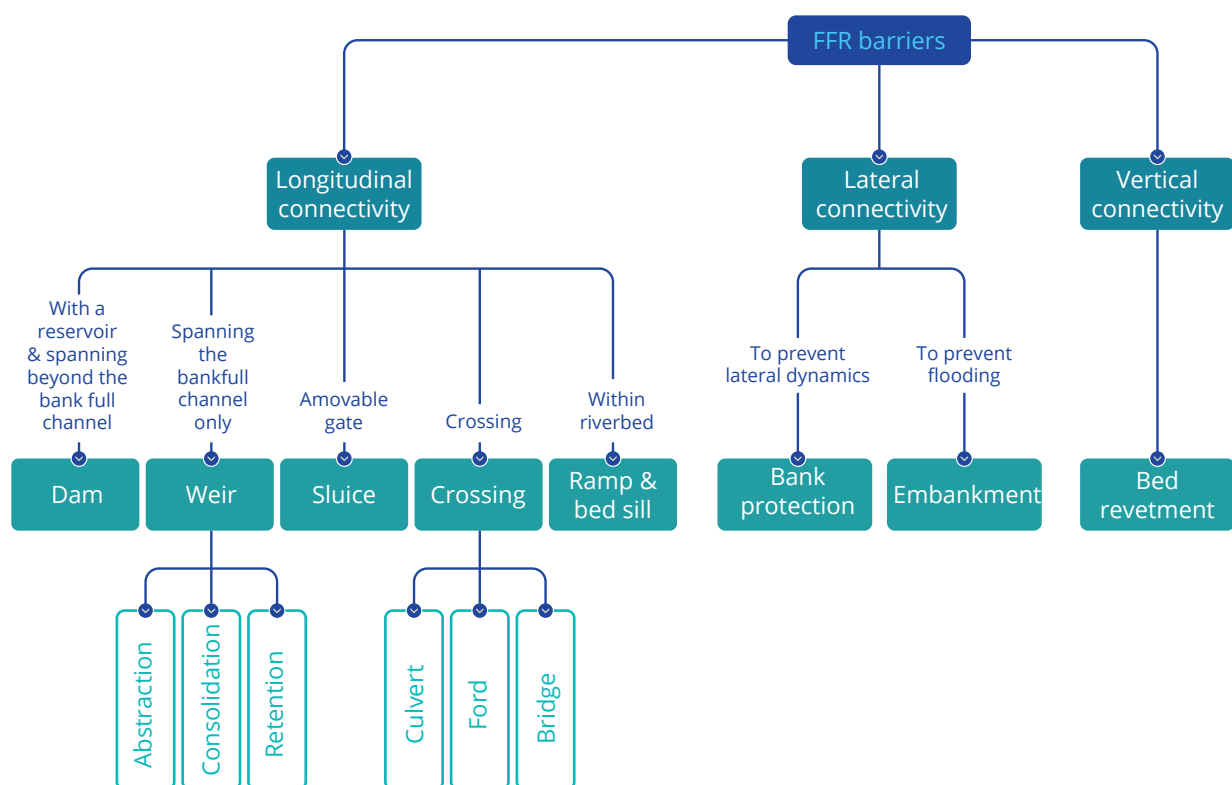 FFR barriers
Longitudinal
connectivity
Lateral
connectivity
Vertical
connectivity
With a
reservoir
& spanning
beyond the
bank full
channel
Spanning
the
bankfull
channel
only
Amovable
gate
Crossing
Within
riverbed
To prevent
lateral dynamics
To prevent
flooding
Dam
Weir
Sluice
Crossing
Ramp &
bed sill
Bank
protection
Embankment
Bed
revetment
Abstraction
Consolidation
Retention
Culvert
Ford
Bridge